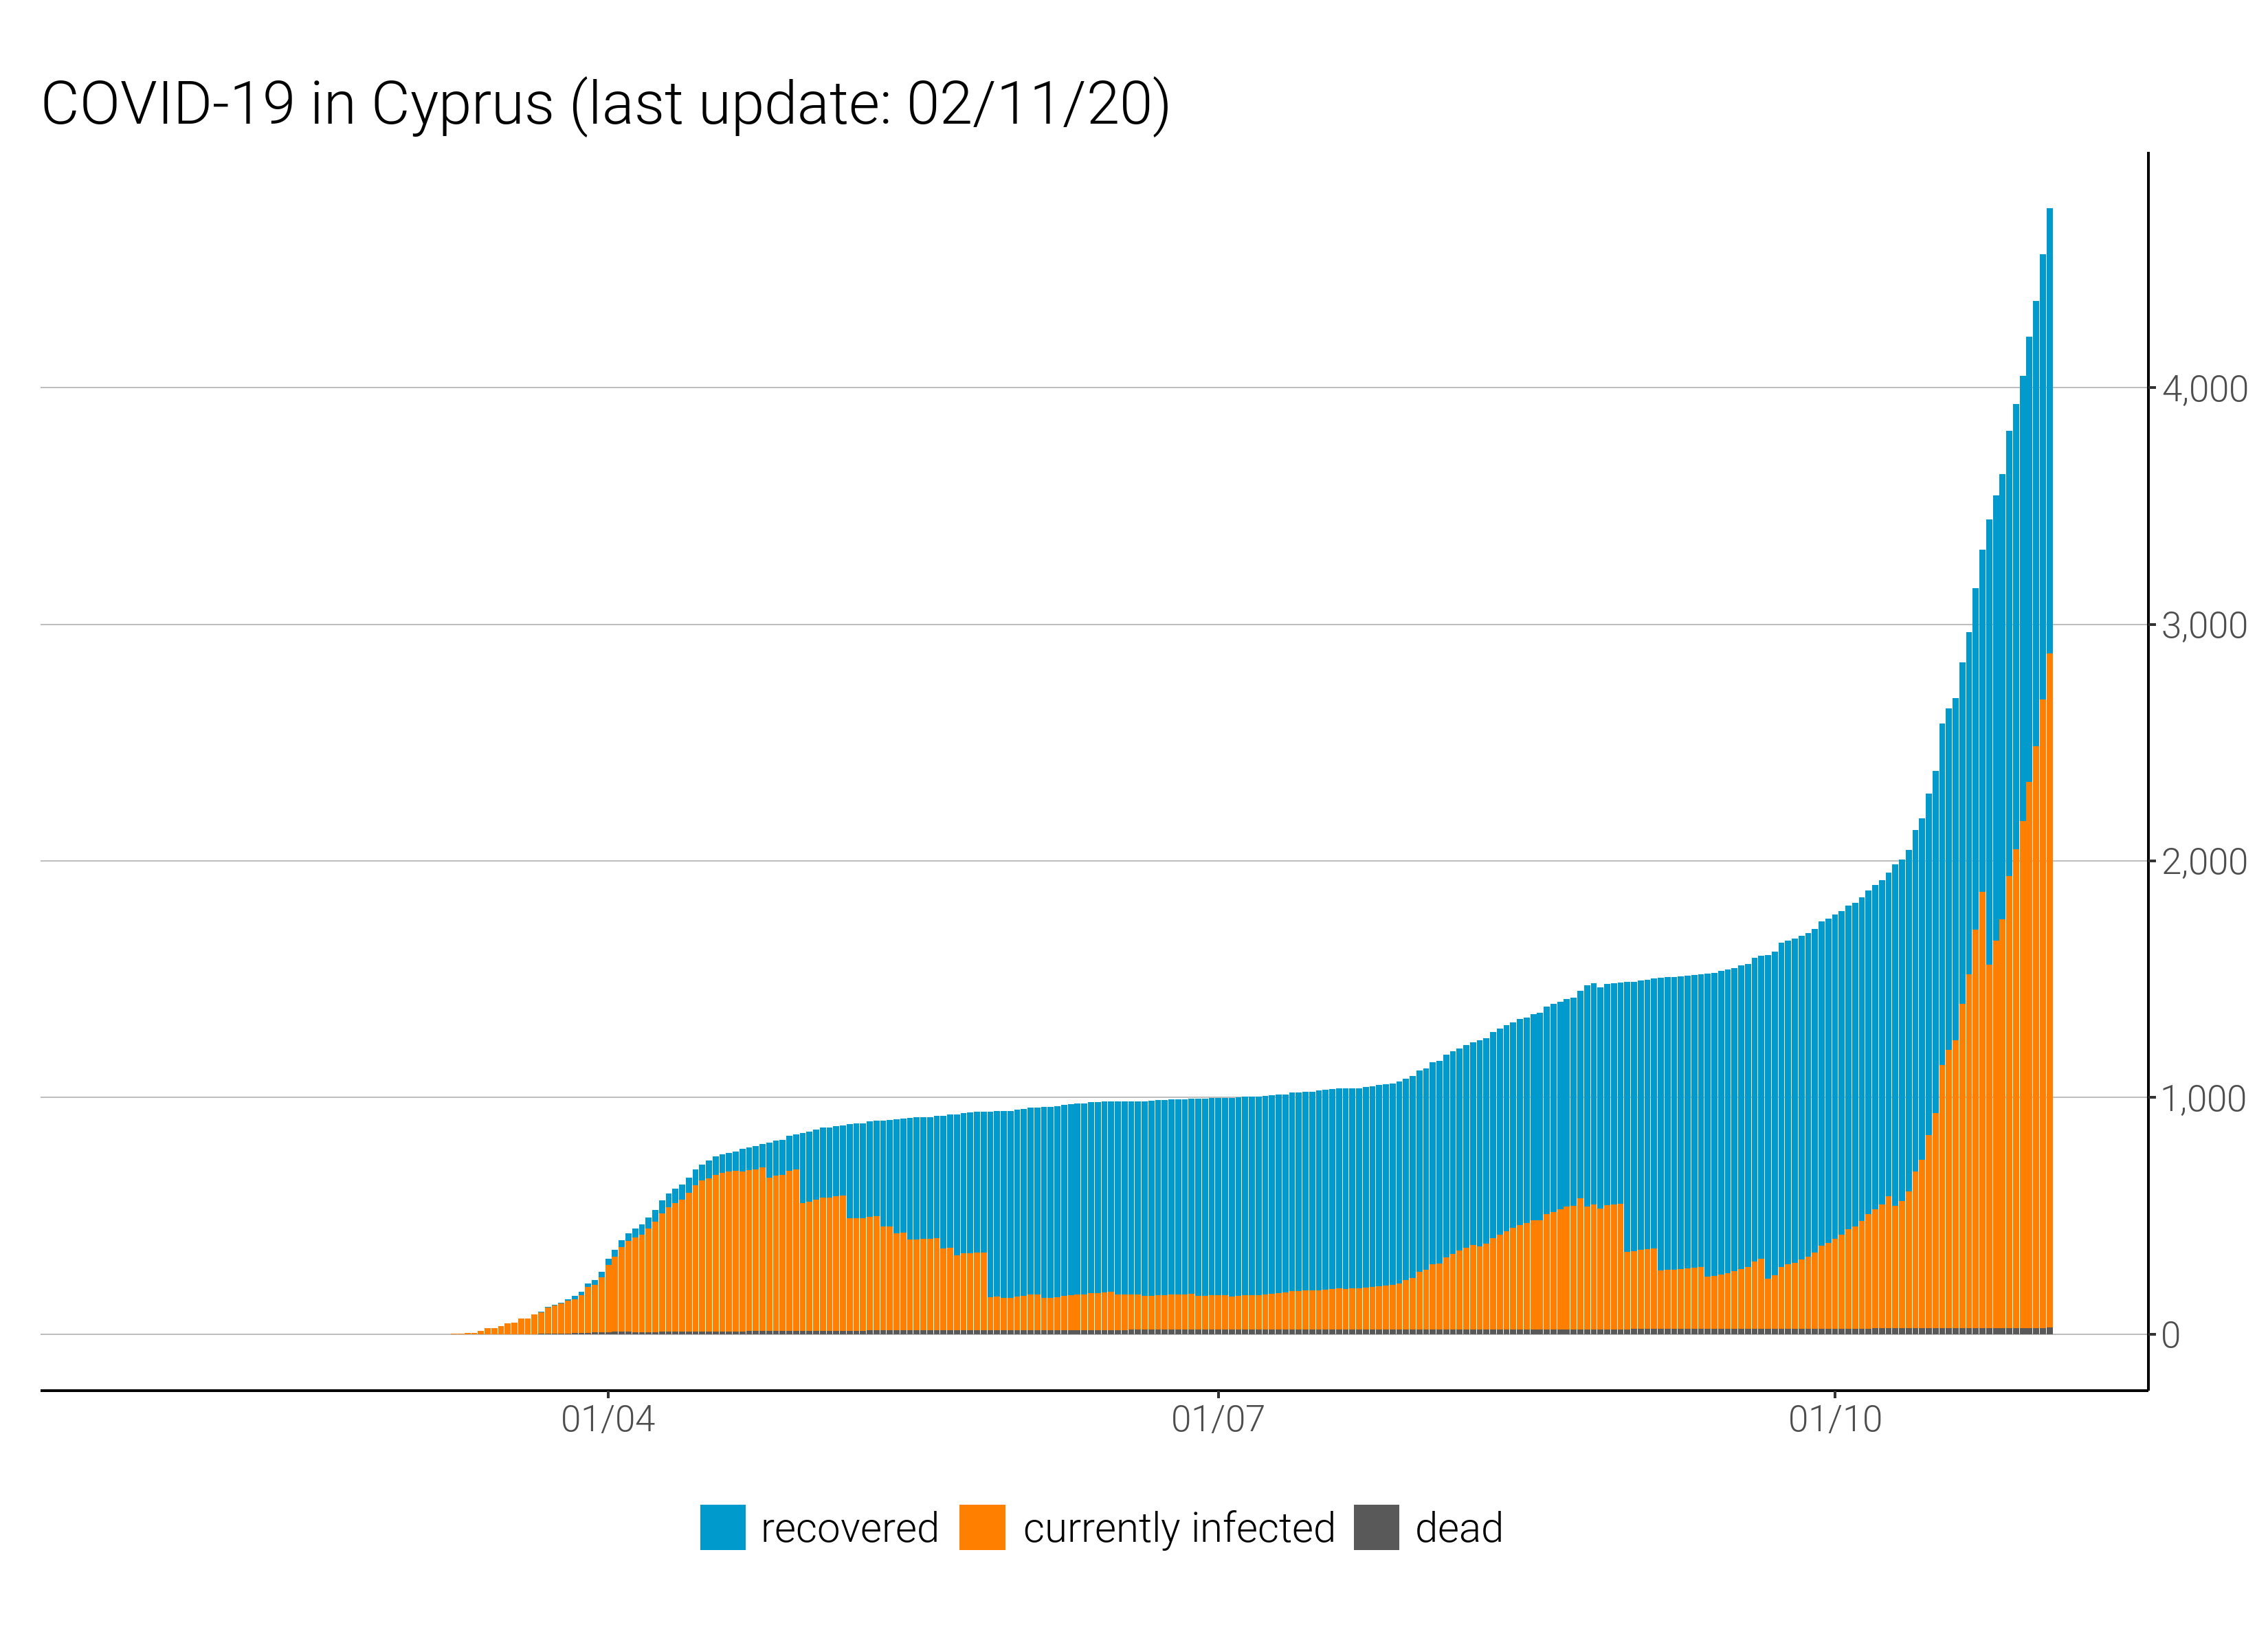 COVID-19 in Cyprus (last update: 02/11/20)
4,000
3,000
2,000
1,000
0
01/04 01/07 01/10
recovered currently infected dead